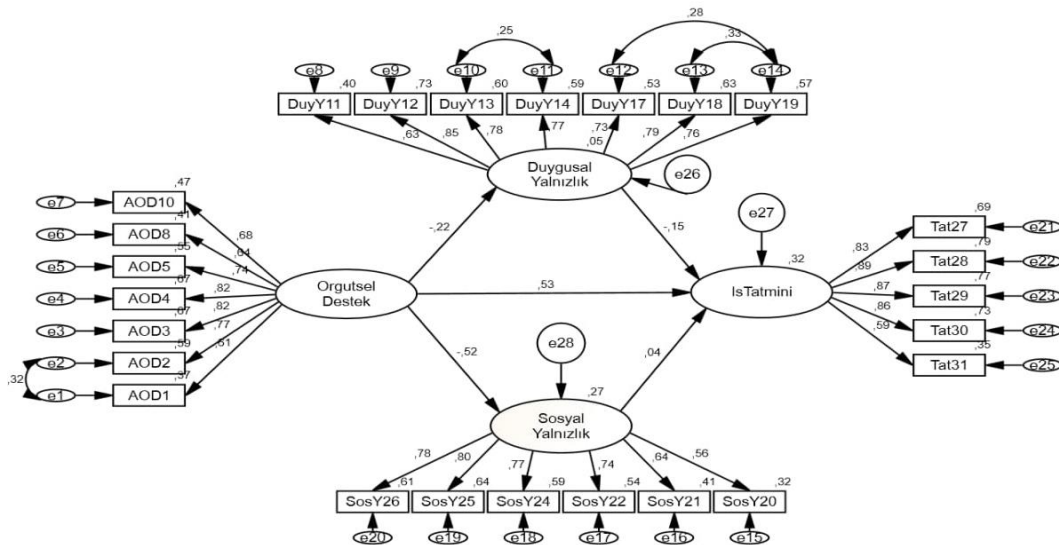 ,28
,25
,33
e8
e9
e10
e11
e12
e13
e14
,40
,73
,60
,59
,53
,63
,57
DuyY11
DuyY12
DuyY13
DuyY14
DuyY17
DuyY18
DuyY19
,63
,85
,78
,77
,73
,79
,76
,05
Duygusal
Yalnızlık
e26
e27
e7
AOD10
,47
e6
AOD8
,41
e5
AOD5
,55
e4
AOD4
,67
e3
AOD3
,67
e2
AOD2
,59
e1
AOD1
,37
,32
,68
,64
,74
,82
,82
,77
,51
Orgutsel
Destek
-,22
-,15
,53
-,52
,04
IsTatmini
,32
,83
,89
,87
,86
,59
Tat27
,69
e21
Tat28
,79
e22
Tat29
,77
e23
Tat30
,73
e24
Tat31
,35
e25
e28
,27
Sosyal
Yalnızlık
,78
,80
,77
,74
,64
,56
,61
,64
,59
,54
,41
,32
SosY26
SosY25
SosY24
SosY22
SosY21
SosY20
e20
e19
e18
e17
e16
e15